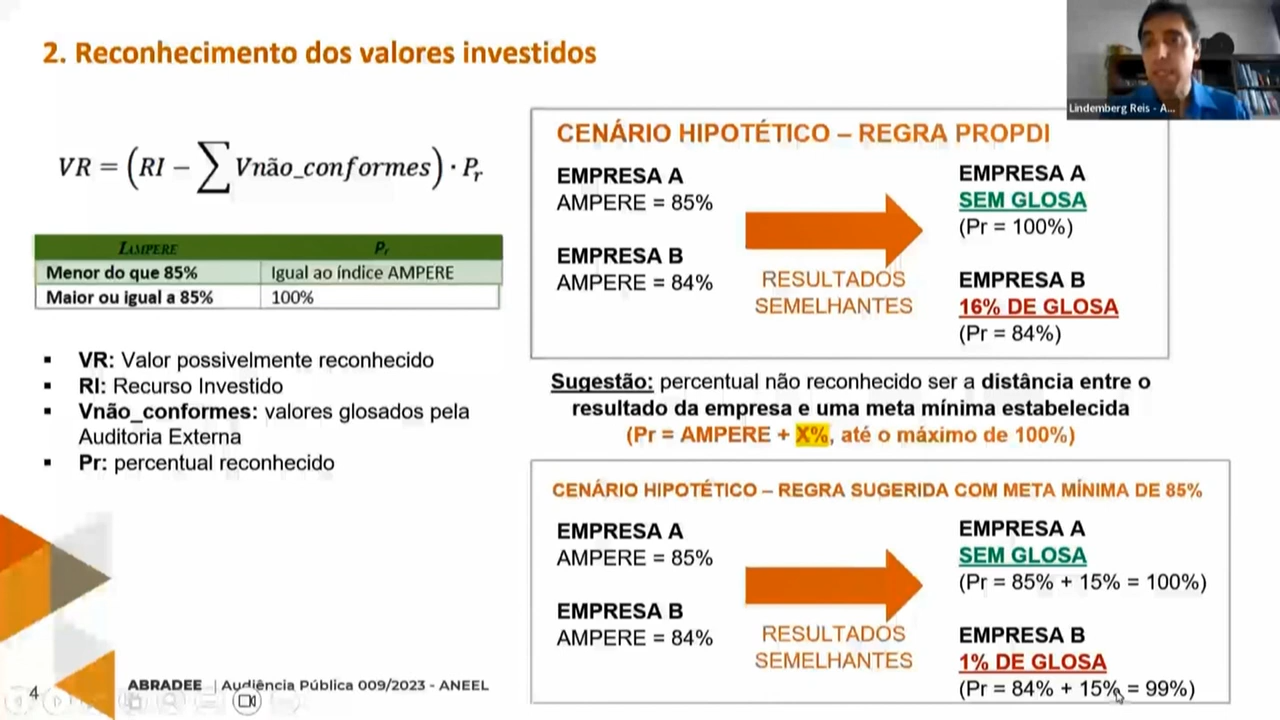 2. Reconhecimento dos valores investidos
Lindemberg Reis - A...
VR = (RI − ∑ Vnão_conformes) · Pr
IAMPERE Pr
Menor do que 85% Igual ao índice AMPERE
Maior ou igual a 85% 100%
▪ VR: Valor possivelmente reconhecido
▪ RI: Recurso Investido
▪ Vnão_conformes: valores glosados pela
Auditoria Externa
▪ Pr: percentual reconhecido
CENÁRIO HIPOTÉTICO – REGRA PROPDI
EMPRESA A
AMPERE = 85%
EMPRESA B
AMPERE = 84%
RESULTADOS
SEMELHANTES
EMPRESA A
SEM GLOSA
(Pr = 100%)
EMPRESA B
16% DE GLOSA
(Pr = 84%)
Sugestão: percentual não reconhecido ser a distância entre o
resultado da empresa e uma meta mínima estabelecida
(Pr = AMPERE + X%, até o máximo de 100%)
CENÁRIO HIPOTÉTICO – REGRA SUGERIDA COM META MÍNIMA DE 85%
EMPRESA A
AMPERE = 85%
EMPRESA B
AMPERE = 84%
RESULTADOS
SEMELHANTES
EMPRESA A
SEM GLOSA
(Pr = 85% + 15% = 100%)
EMPRESA B
1% DE GLOSA
(Pr = 84% + 15% = 99%)
4
ABRADEE | Audiência Pública 009/2023 - ANEEL